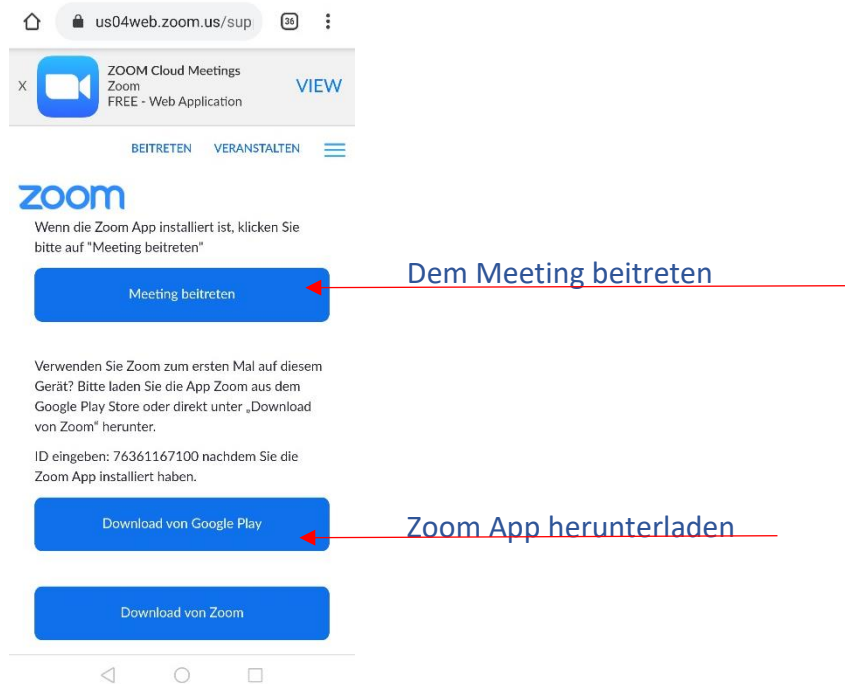 us04web.zoom.us/sup
36
X
ZOOM Cloud Meetings
Zoom
FREE - Web Application
VIEW
BEITRETEN VERANSTALTEN
zoom
Wenn die Zoom App installiert ist, klicken Sie
bitte auf "Meeting beitreten"
Meeting beitreten
Dem Meeting beitreten
Verwenden Sie Zoom zum ersten Mal auf diesem
Gerät? Bitte laden Sie die App Zoom aus dem
Google Play Store oder direkt unter „Download
von Zoom“ herunter.
ID eingeben: 76361167100 nachdem Sie die
Zoom App installiert haben.
Download von Google Play
Zoom App herunterladen
Download von Zoom